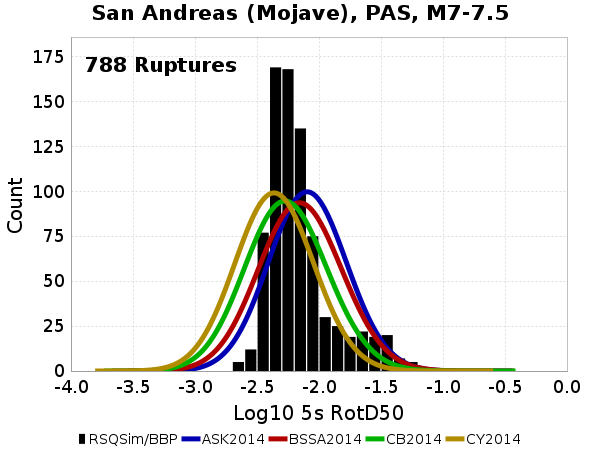 San Andreas (Mojave), PAS, M7-7.5
788 Ruptures
Count
175
150
125
100
75
50
25
0
-4.0 -3.5 -3.0 -2.5 -2.0 -1.5 -1.0 -0.5 0.0
Log10 5s RotD50
RSQSim/BBP ASK2014 BSSA2014 CB2014 CY2014